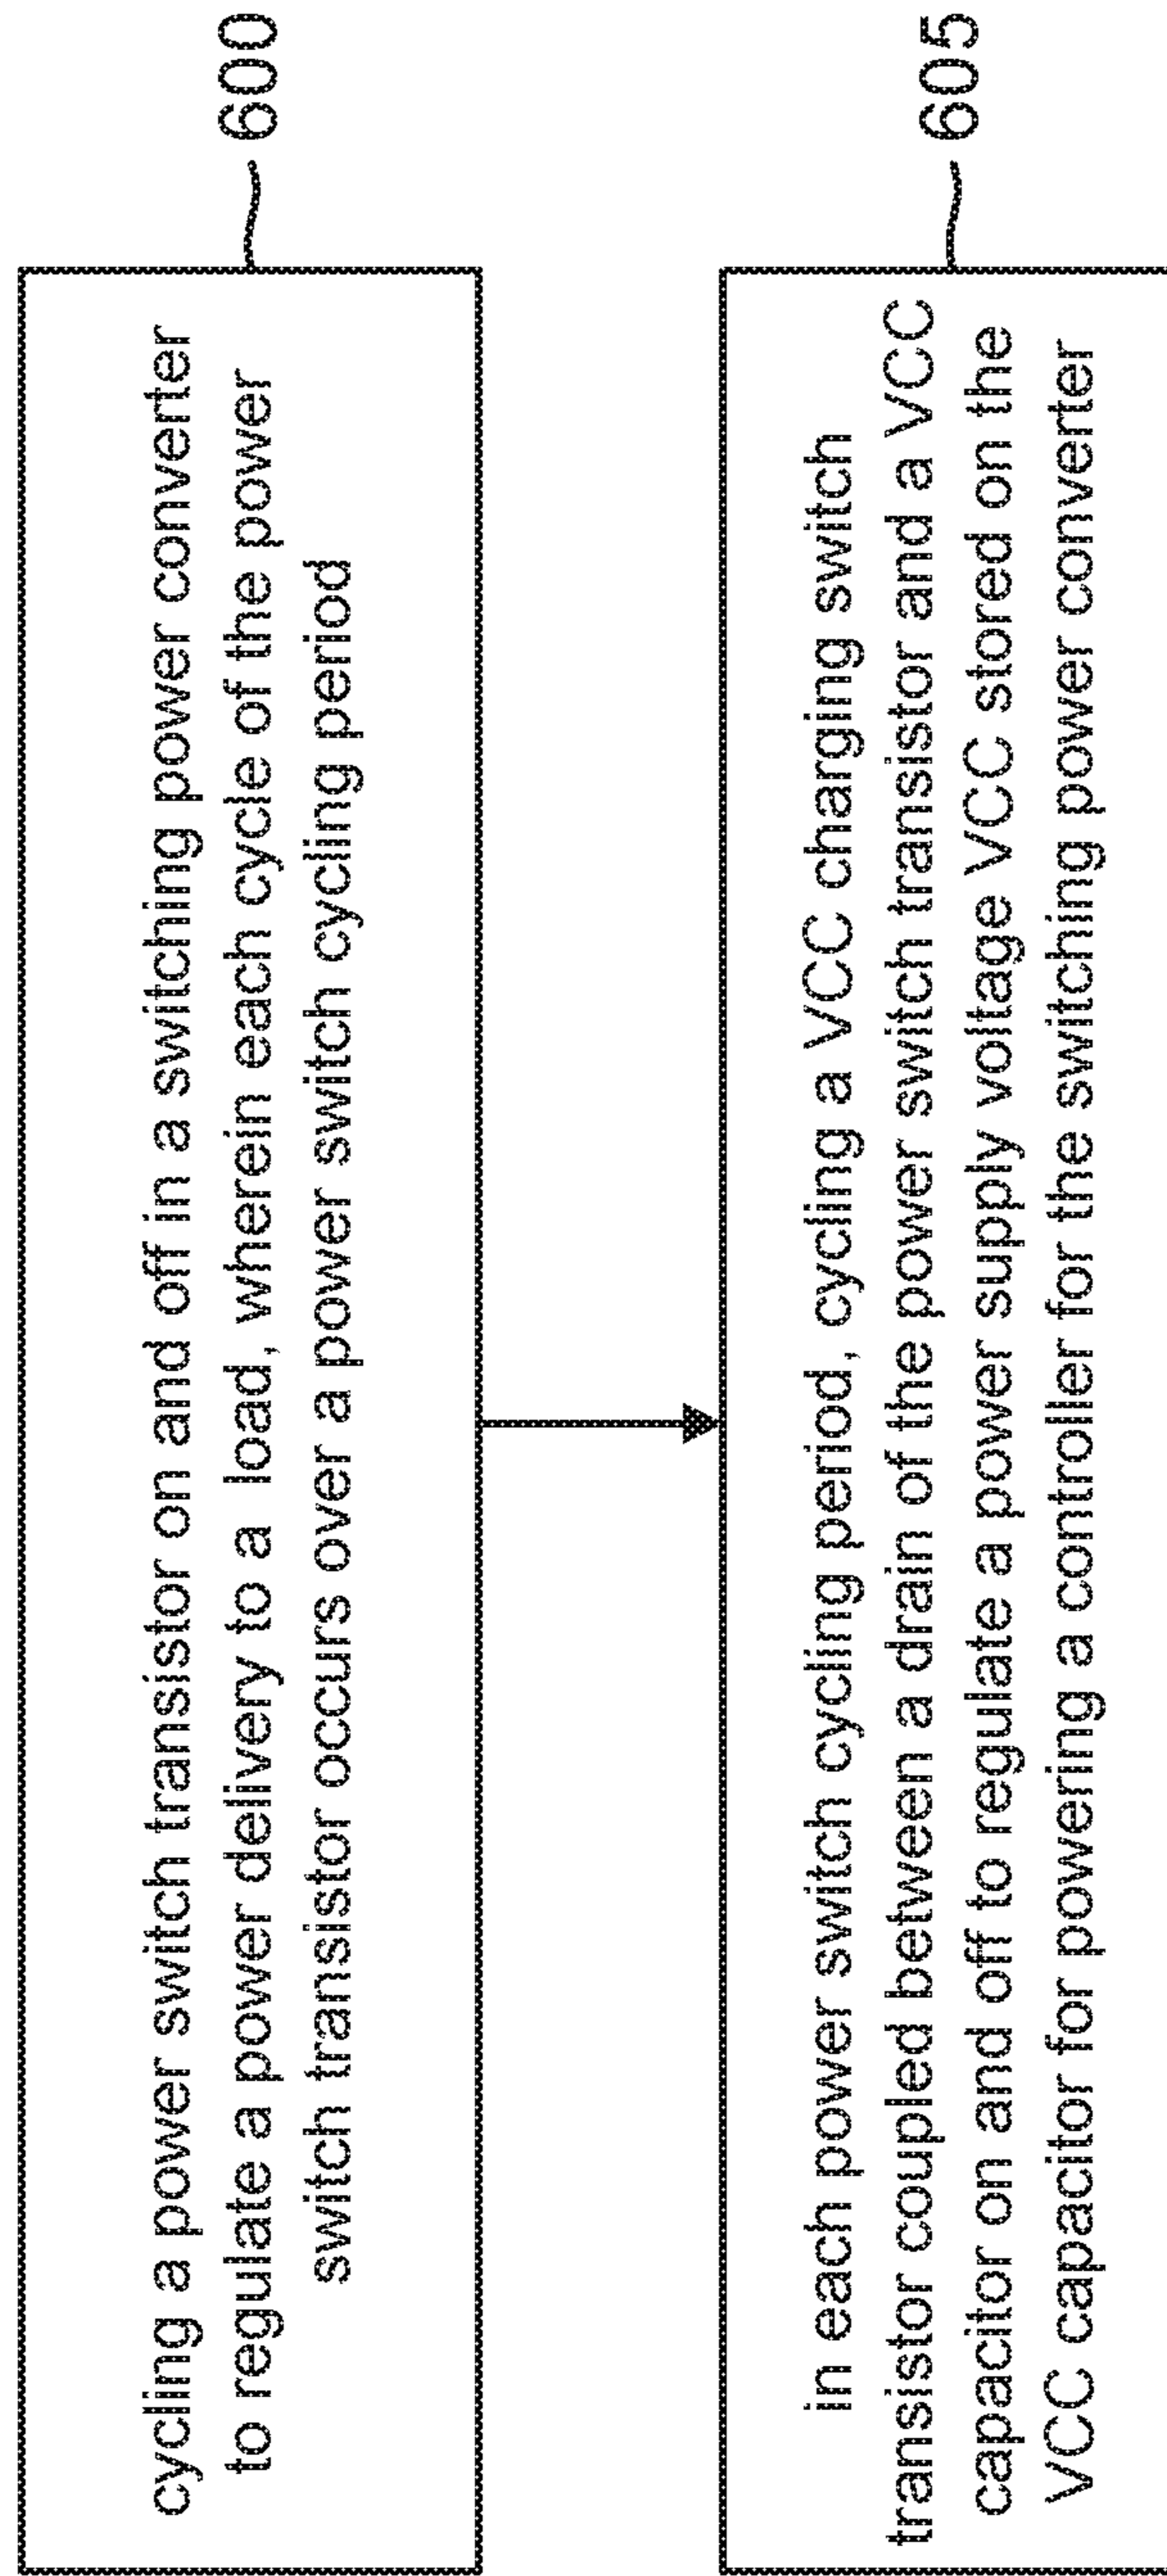 cycling a power switch transistor on and off in a switching power converter
to regulate a power delivery to a load, wherein each cycle of the power
switch transistor occurs over a power switch cycling period
600
in each power switch cycling period, cycling a VCC charging switch
transistor coupled between a drain of the power switch transistor and a VCC
capacitor on and off to regulate a power supply voltage VCC stored on the
VCC capacitor for powering a controller for the switching power converter
605